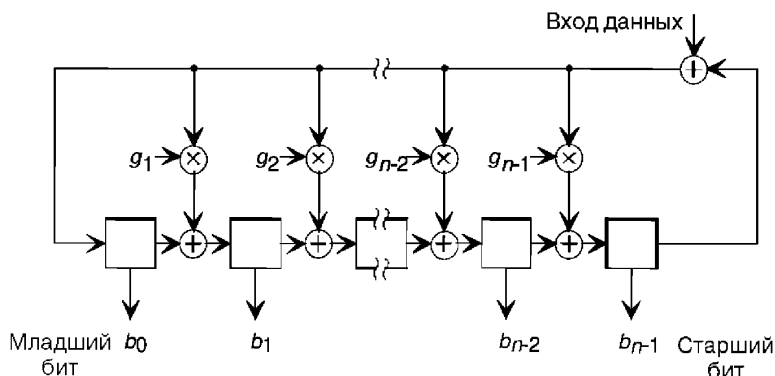 Вход данных
g1 g2 gn-2 gn-1
Младший бит b0 b1 bn-2 bn-1 Старший бит